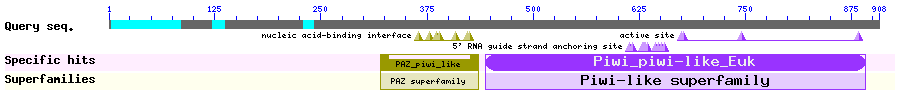 1 125 250 375 500 625 750 875 908
Query seq.
nucleic acid-binding interface
active site
5' RNA guide strand anchoring site
Specific hits
PAZ_piwi_like
Piwi_piwi-like_Euk
Superfamilies
PAZ superfamily
Piwi-like superfamily